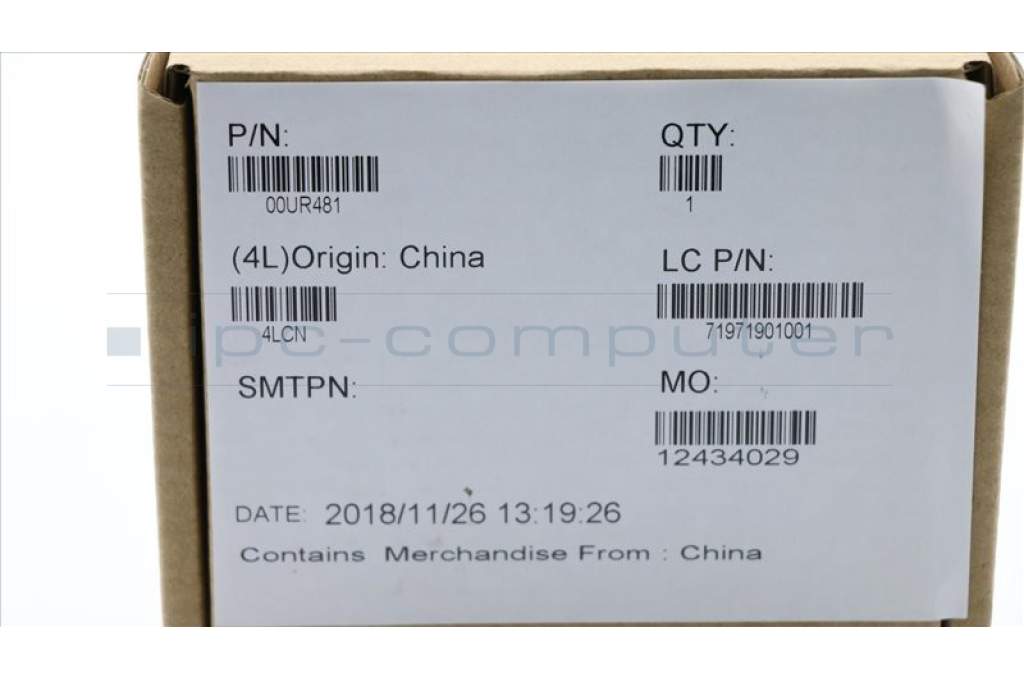 P/N:
00UR481
QTY:
1
(4L)Origin: China
4LCN
LC P/N:
71971901001
ipc-computer
SMTPN:
MO:
12434029
DATE: 2018/11/26 13:19:26
Contains Merchandise From : China